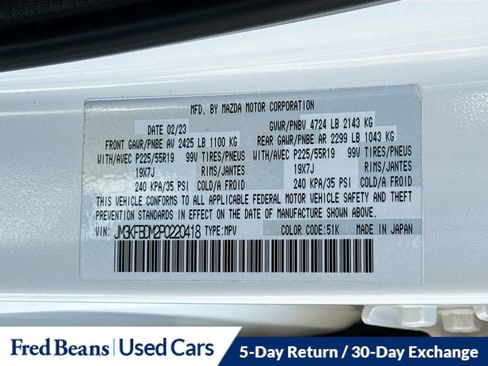 MFD. BY MAZDA MOTOR CORPORATION
DATE 02/23 GVWR/PNBV 4724 LB 2143 KG
FRONT GAWR/PNBE AV 2425 LB 1100 KG REAR GAWR/PNBE AR 2299 LB 1043 KG
WITH/AVEC P225/55R19 99V TIRES/PNEUS WITH/AVEC P225/55R19 99V TIRES/PNEUS
19X7J RIMS/JANTES 19X7J RIMS/JANTES
240 KPA/35 PSI COLD/A FROID 240 KPA/35 PSI COLD/A FROID
THIS VEHICLE CONFORMS TO ALL APPLICABLE FEDERAL MOTOR VEHICLE SAFETY AND THEFT
PREVENTION STANDARDS IN EFFECT ON THE DATE OF MANUFACTURE SHOWN ABOVE.
VIN: JM3KFBDM2P0220418 TYPE:MPV COLOR CODE:51K MADE IN JAPAN
Fred Beans Used Cars 5-Day Return / 30-Day Exchange